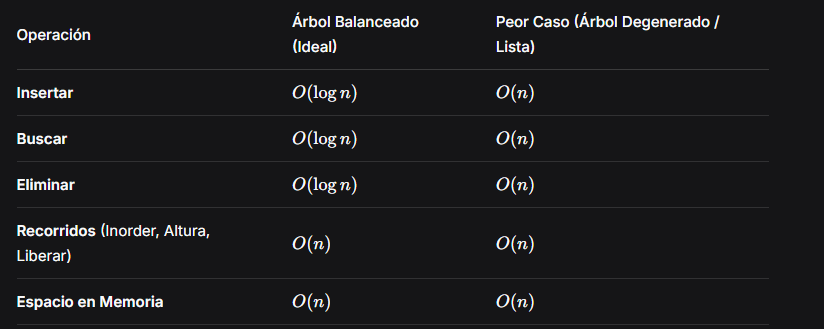 Operación
Árbol Balanceado
(Ideal)
Peor Caso (Árbol Degenerado /
Lista)
Insertar O(log n) O(n)
Buscar O(log n) O(n)
Eliminar O(log n) O(n)
Recorridos (Inorder, Altura,
Liberar)
O(n) O(n)
Espacio en Memoria O(n) O(n)